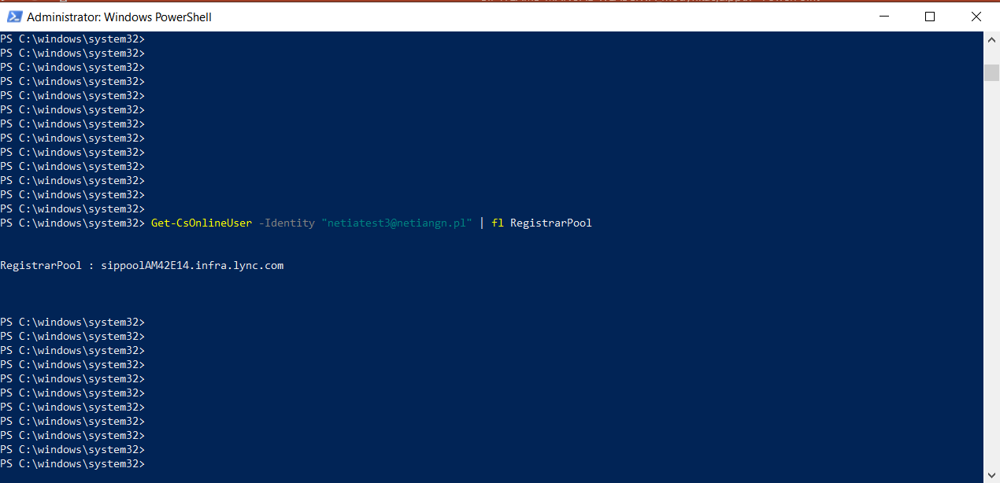 Administrator: Windows PowerShell
PS C:\windows\system32>
PS C:\windows\system32>
PS C:\windows\system32>
PS C:\windows\system32>
PS C:\windows\system32>
PS C:\windows\system32>
PS C:\windows\system32>
PS C:\windows\system32>
PS C:\windows\system32>
PS C:\windows\system32>
PS C:\windows\system32>
PS C:\windows\system32>
PS C:\windows\system32>
PS C:\windows\system32> Get-CsOnlineUser -Identity "netiatest3@netiangn.pl" | fl RegistrarPool
RegistrarPool : sippoolAM42E14.infra.lync.com
PS C:\windows\system32>
PS C:\windows\system32>
PS C:\windows\system32>
PS C:\windows\system32>
PS C:\windows\system32>
PS C:\windows\system32>
PS C:\windows\system32>
PS C:\windows\system32>
PS C:\windows\system32>
PS C:\windows\system32>
PS C:\windows\system32>